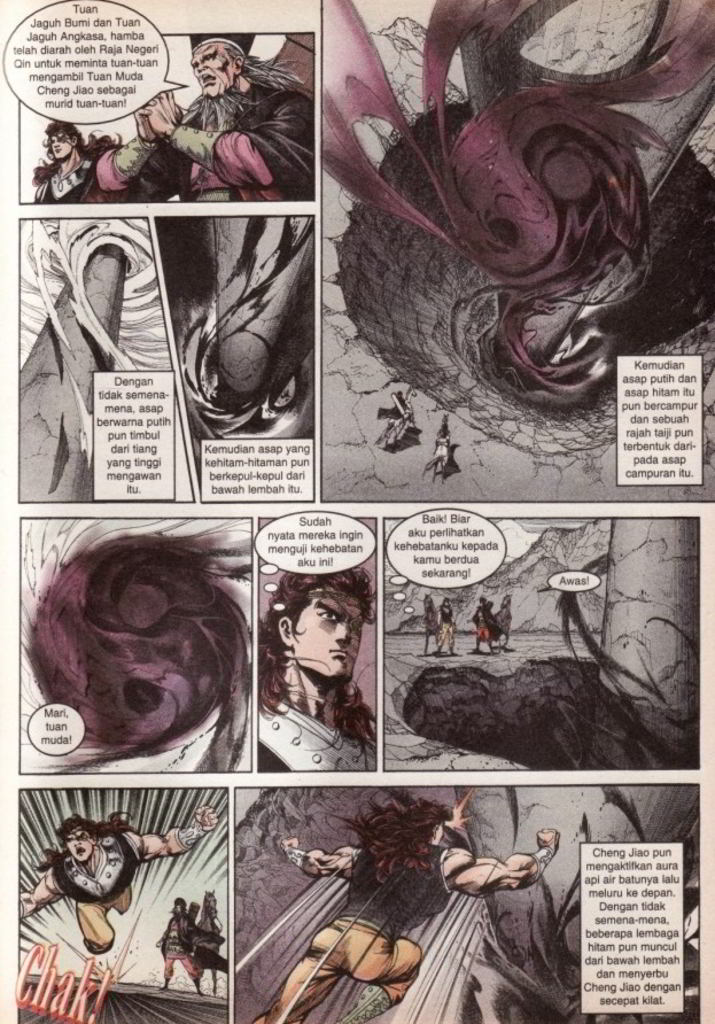 Tuan
Jaguh Bumi dan Tuan
Jaguh Angkasa, hamba
telah diarah oleh Raja Negeri
Qin untuk meminta tuan-tuan
mengambil Tuan Muda
Cheng Jiao sebagai
murid tuan-tuan!
Dengan
tidak semena-
mena, asap
berwarna putih
pun timbul
dari tiang
yang tinggi
mengawan
itu.
Kemudian asap yang
kehitam-hitaman pun
berkepul-kepul dari
bawah lembah itu.
Kemudian
asap putih dan
asap hitam itu
pun bercampur
dan sebuah
rajah taiji pun
terbentuk dari-
pada asap
campuran itu.
Mari,
tuan
muda!
Sudah
nyata mereka ingin
menguji kehebatan
aku ini!
Baik! Biar
aku perlihatkan
kehebatanku kepada
kamu berdua
sekarang!
Awas!
Chak!
Cheng Jiao pun
mengaktifkan aura
api air batunya lalu
meluru ke depan.
Dengan tidak
semena-mena,
beberapa lembaga
hitam pun muncul
dari bawah lembah
dan menyerbu
Cheng Jiao dengan
secepat kilat.